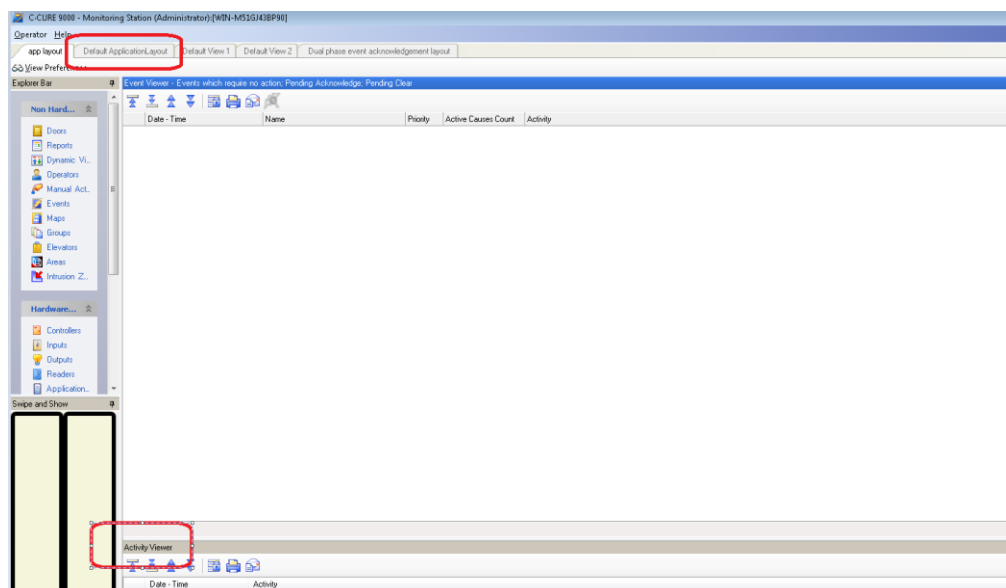 C-CURE 9000 - Monitoring Station (Administrator):[WIN-M51GJ43BP90]
Operator Help
app layout Default ApplicationLayout Default View 1 Default View 2 Dual phase event acknowledgement layout
View Prefer
Explorer Bar
Non Hard...
Doors
Reports
Dynamic Vi..
Operators
Manual Act..
Events
Maps
Groups
Elevators
Areas
Intrusion Z..
Hardware...
Controllers
Inputs
Outputs
Readers
Application..
Swipe and Show
Event Viewer - Events which require no action; Pending Acknowledge; Pending Clear
Date - Time Name Priority Active Causes Count Activity
Activity Viewer
Date - Time Activity